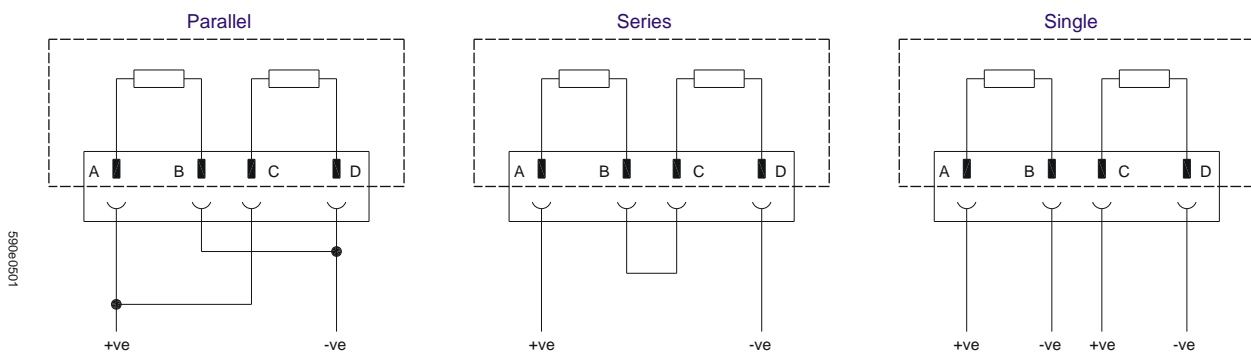 Parallel
Series
Single
A B C D
A B C D
A B C D
+ve -ve
+ve -ve
+ve -ve +ve -ve
590e0501